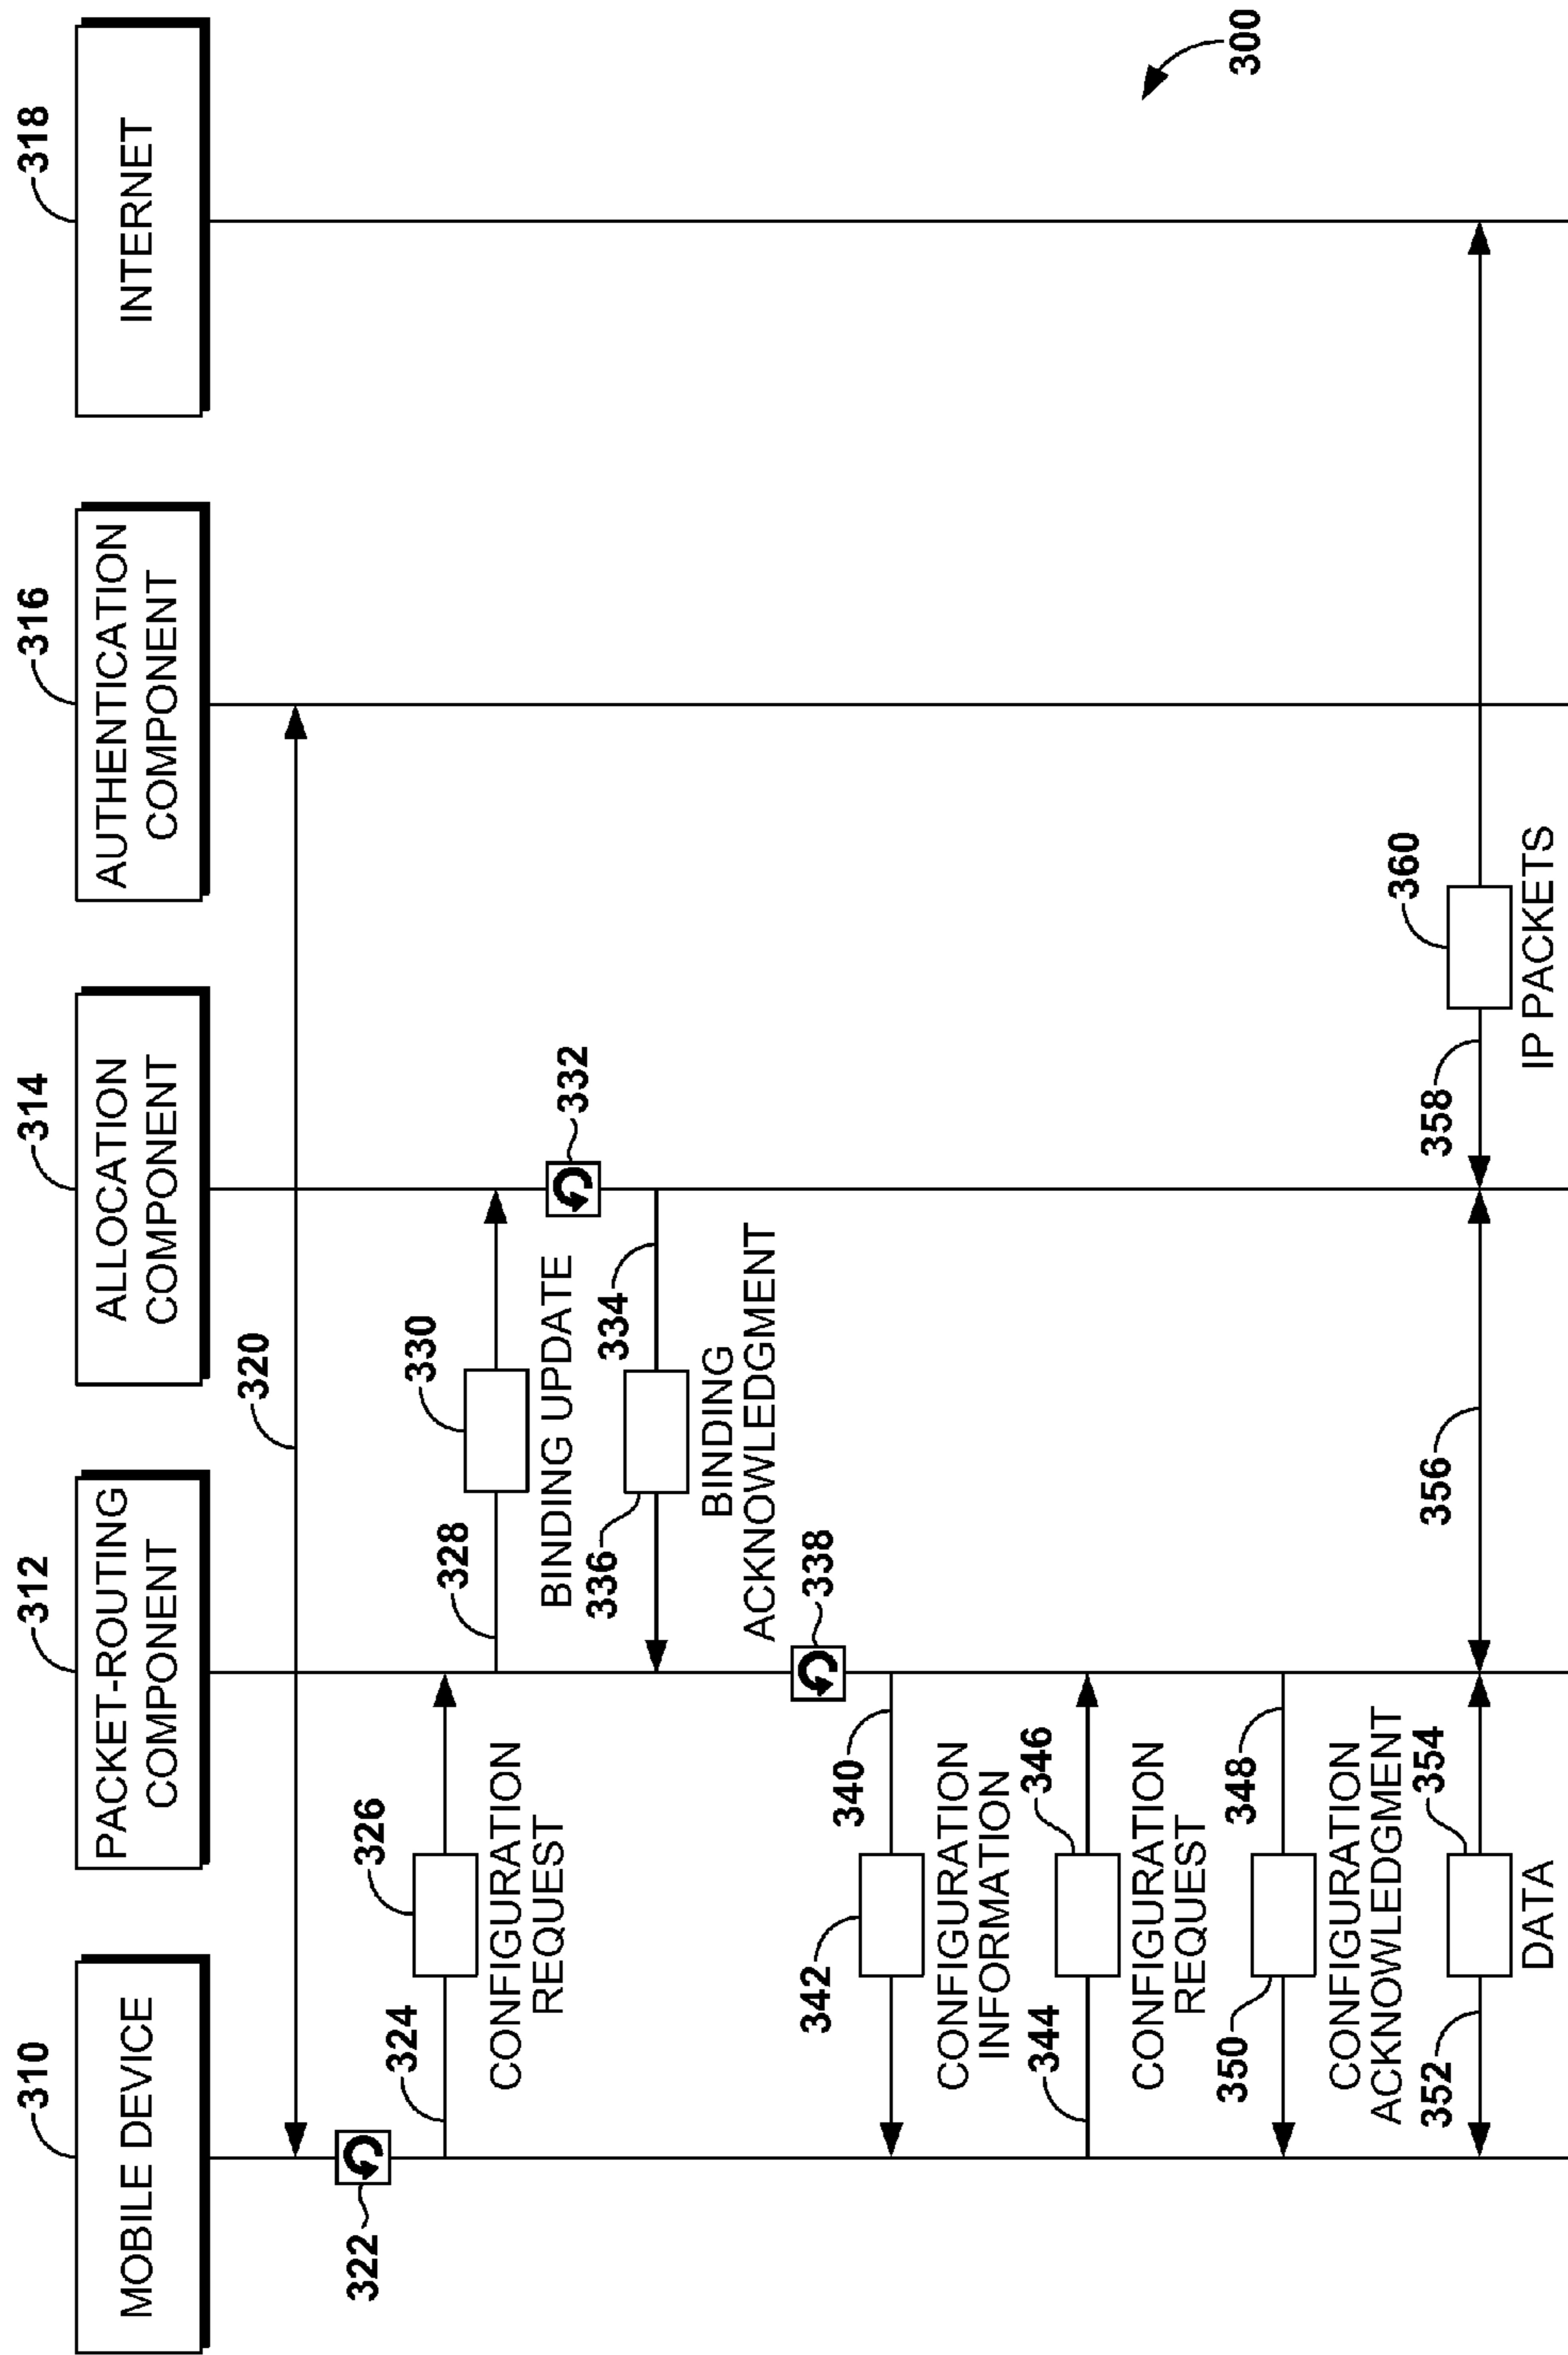 310
MOBILE DEVICE
312
PACKET-ROUTING
COMPONENT
314
ALLOCATION
COMPONENT
316
AUTHENTICATION
COMPONENT
318
INTERNET
320
322
324
326
CONFIGURATION
REQUEST
328
330
BINDING UPDATE
332
334
336
BINDING
ACKNOWLEDGMENT
338
340
342
CONFIGURATION
INFORMATION
344
346
CONFIGURATION
REQUEST
348
350
CONFIGURATION
ACKNOWLEDGMENT
352
354
DATA
356
358
360
IP PACKETS
300